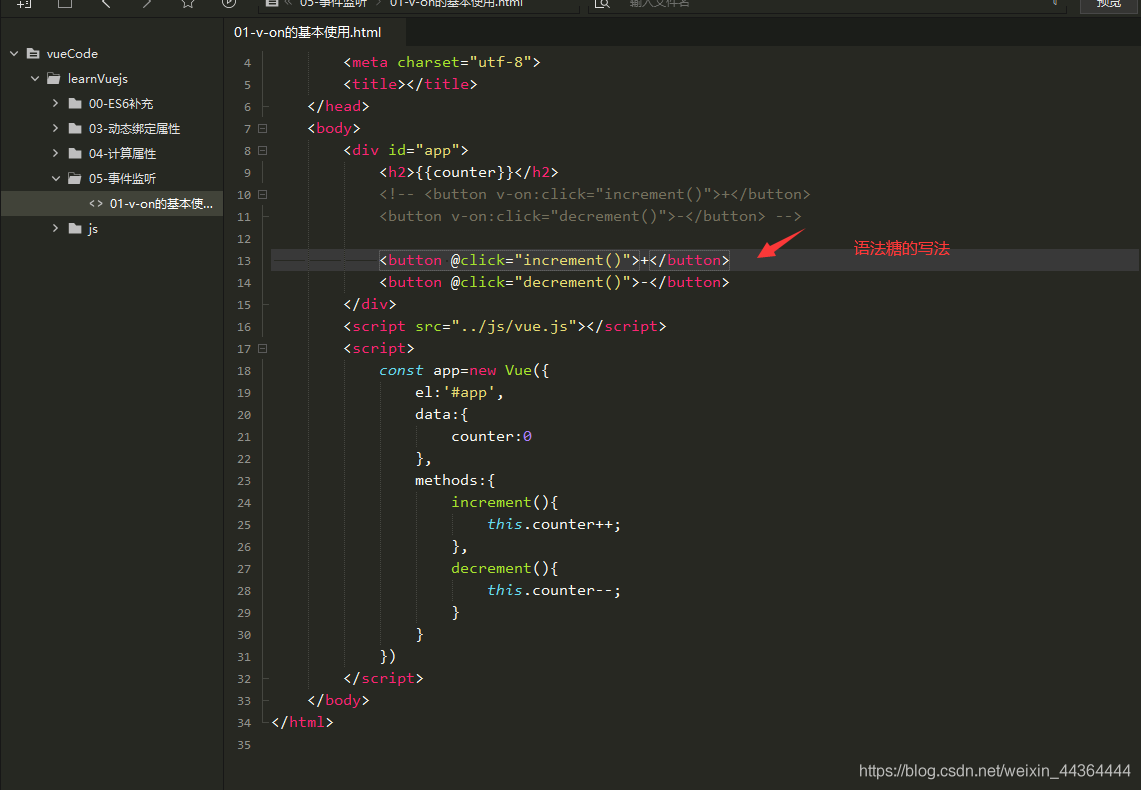 05-事件监听
01-v-on的基本使用.html
输入文件名
预览
vueCode
learnVuejs
00-ES6补充
03-动态绑定属性
04-计算属性
05-事件监听
<> 01-v-on的基本使...
js
01-v-on的基本使用.html
4 <meta charset="utf-8">
5 <title></title>
6 </head>
7 <body>
8 <div id="app">
9 <h2>{{counter}}</h2>
10 <!-- <button v-on:click="increment()">+</button>
11 <button v-on:click="decrement()">-</button> -->
12
13 <button @click="increment()">+</button>
语法糖的写法
14 <button @click="decrement()">-</button>
15 </div>
16 <script src="../js/vue.js"></script>
17 <script>
18 const app=new Vue({
19 el:'#app',
20 data:{
21 counter:0
22 },
23 methods:{
24 increment(){
25 this.counter++;
26 },
27 decrement(){
28 this.counter--;
29 }
30 }
31 })
32 </script>
33 </body>
34 </html>
35
https://blog.csdn.net/weixin_44364444